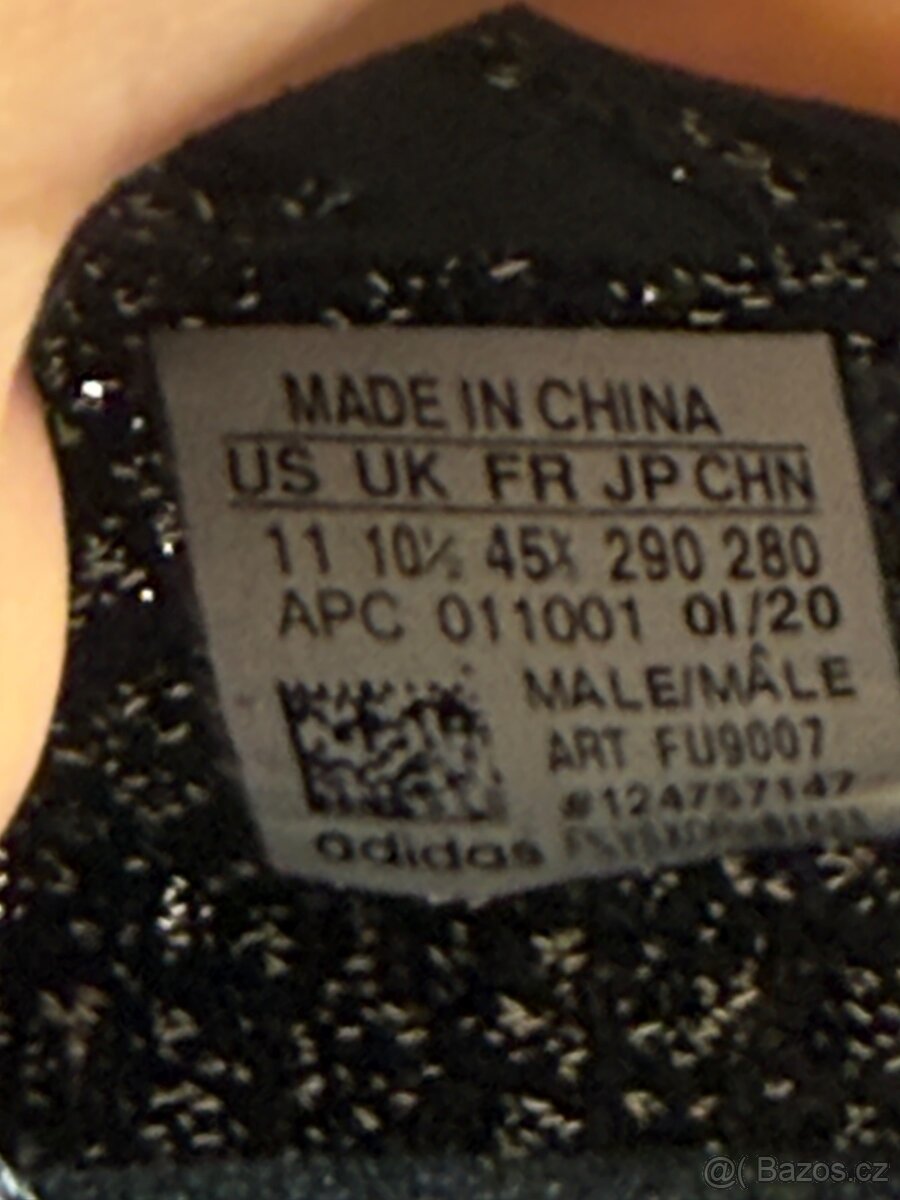 MADE IN CHINA
US UK FR JP CHN
11 10½ 45⅓ 290 280
APC 011001 01/20
MALE/MÂLE
ART FU9007
adidas
@( Bazos.cz